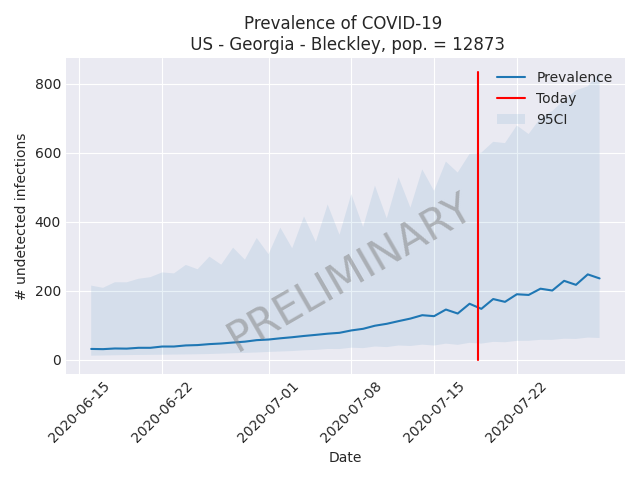 Prevalence of COVID-19
US - Georgia - Bleckley, pop. = 12873
# undetected infections
800
600
400
200
0
Prevalence
Today
95CI
PRELIMINARY
2020-06-15
2020-06-22
2020-07-01
2020-07-08
2020-07-15
2020-07-22
Date